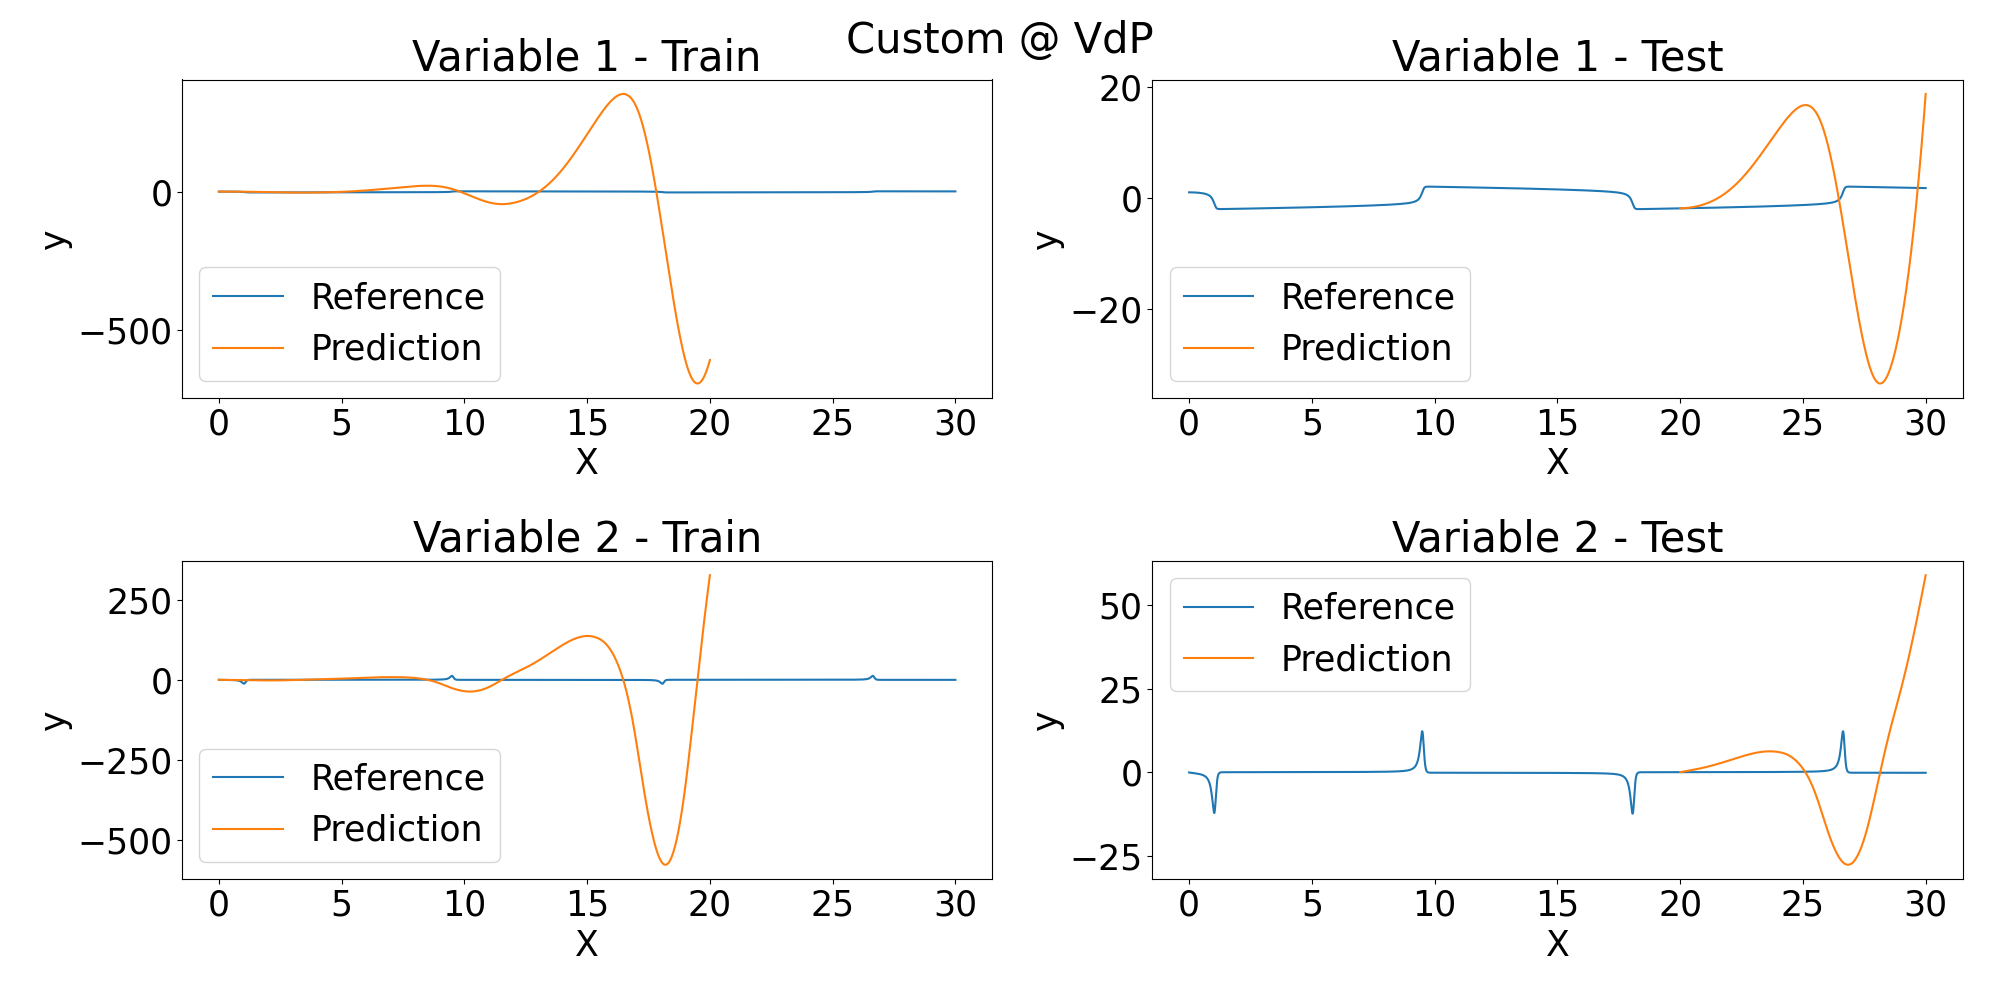 Custom @ VdP
Variable 1 - Train
0
−500
y
Reference
Prediction
0 5 10 15 20 25 30
X
Variable 1 - Test
20
0
−20
y
Reference
Prediction
0 5 10 15 20 25 30
X
Variable 2 - Train
250
0
−250
−500
y
Reference
Prediction
0 5 10 15 20 25 30
X
Variable 2 - Test
50
25
0
−25
y
Reference
Prediction
0 5 10 15 20 25 30
X